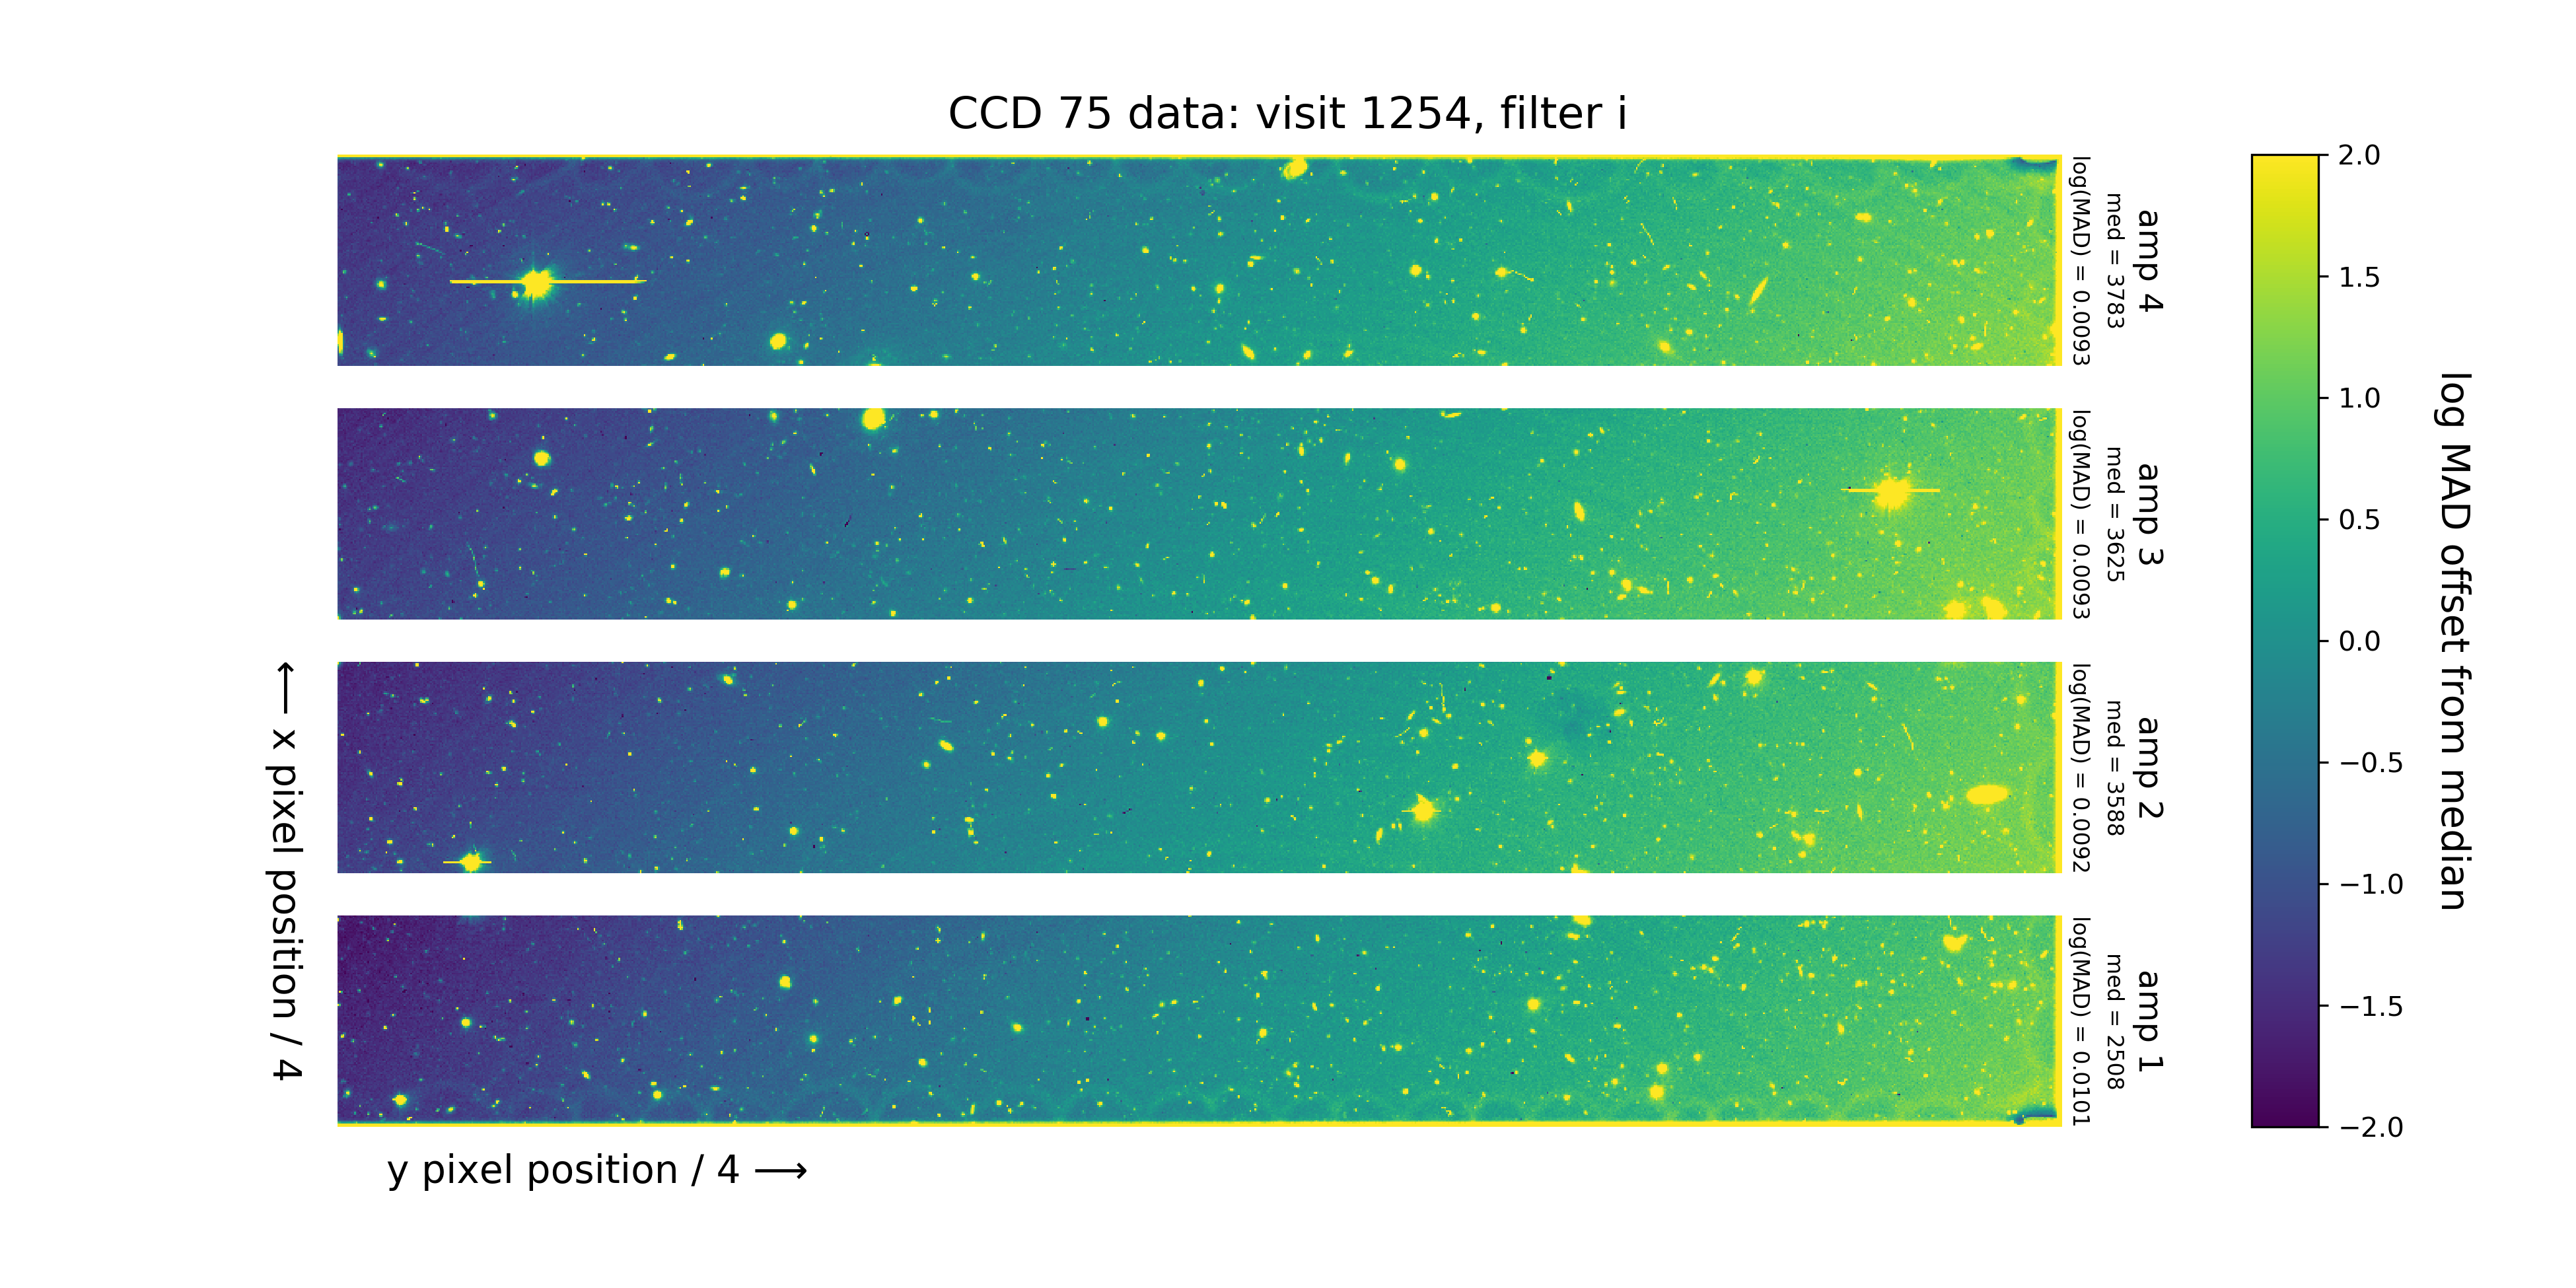 CCD 75 data: visit 1254, filter i
amp 4
med = 3783
log(MAD) = 0.0093
amp 3
med = 3625
log(MAD) = 0.0093
amp 2
med = 3588
log(MAD) = 0.0092
amp 1
med = 2508
log(MAD) = 0.0101
⟵ x pixel position / 4
y pixel position / 4 ⟶
2.0
1.5
1.0
0.5
0.0
−0.5
−1.0
−1.5
−2.0
log MAD offset from median